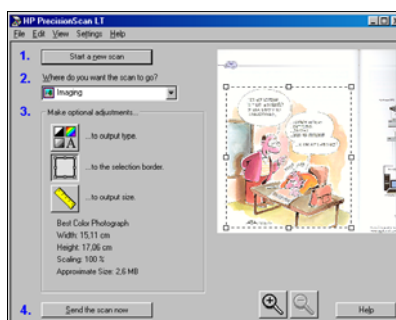 HP PrecisionScan LT
File Edit View Settings Help
1. Start a new scan
2. Where do you want the scan to go?
Imaging
3. Make optional adjustments...
...to output type.
...to the selection border.
...to output size.
Best Color Photograph
Width: 15,11 cm
Height: 17,06 cm
Scaling: 100 %
Approximate Size: 2,6 MB
4. Send the scan now
Help